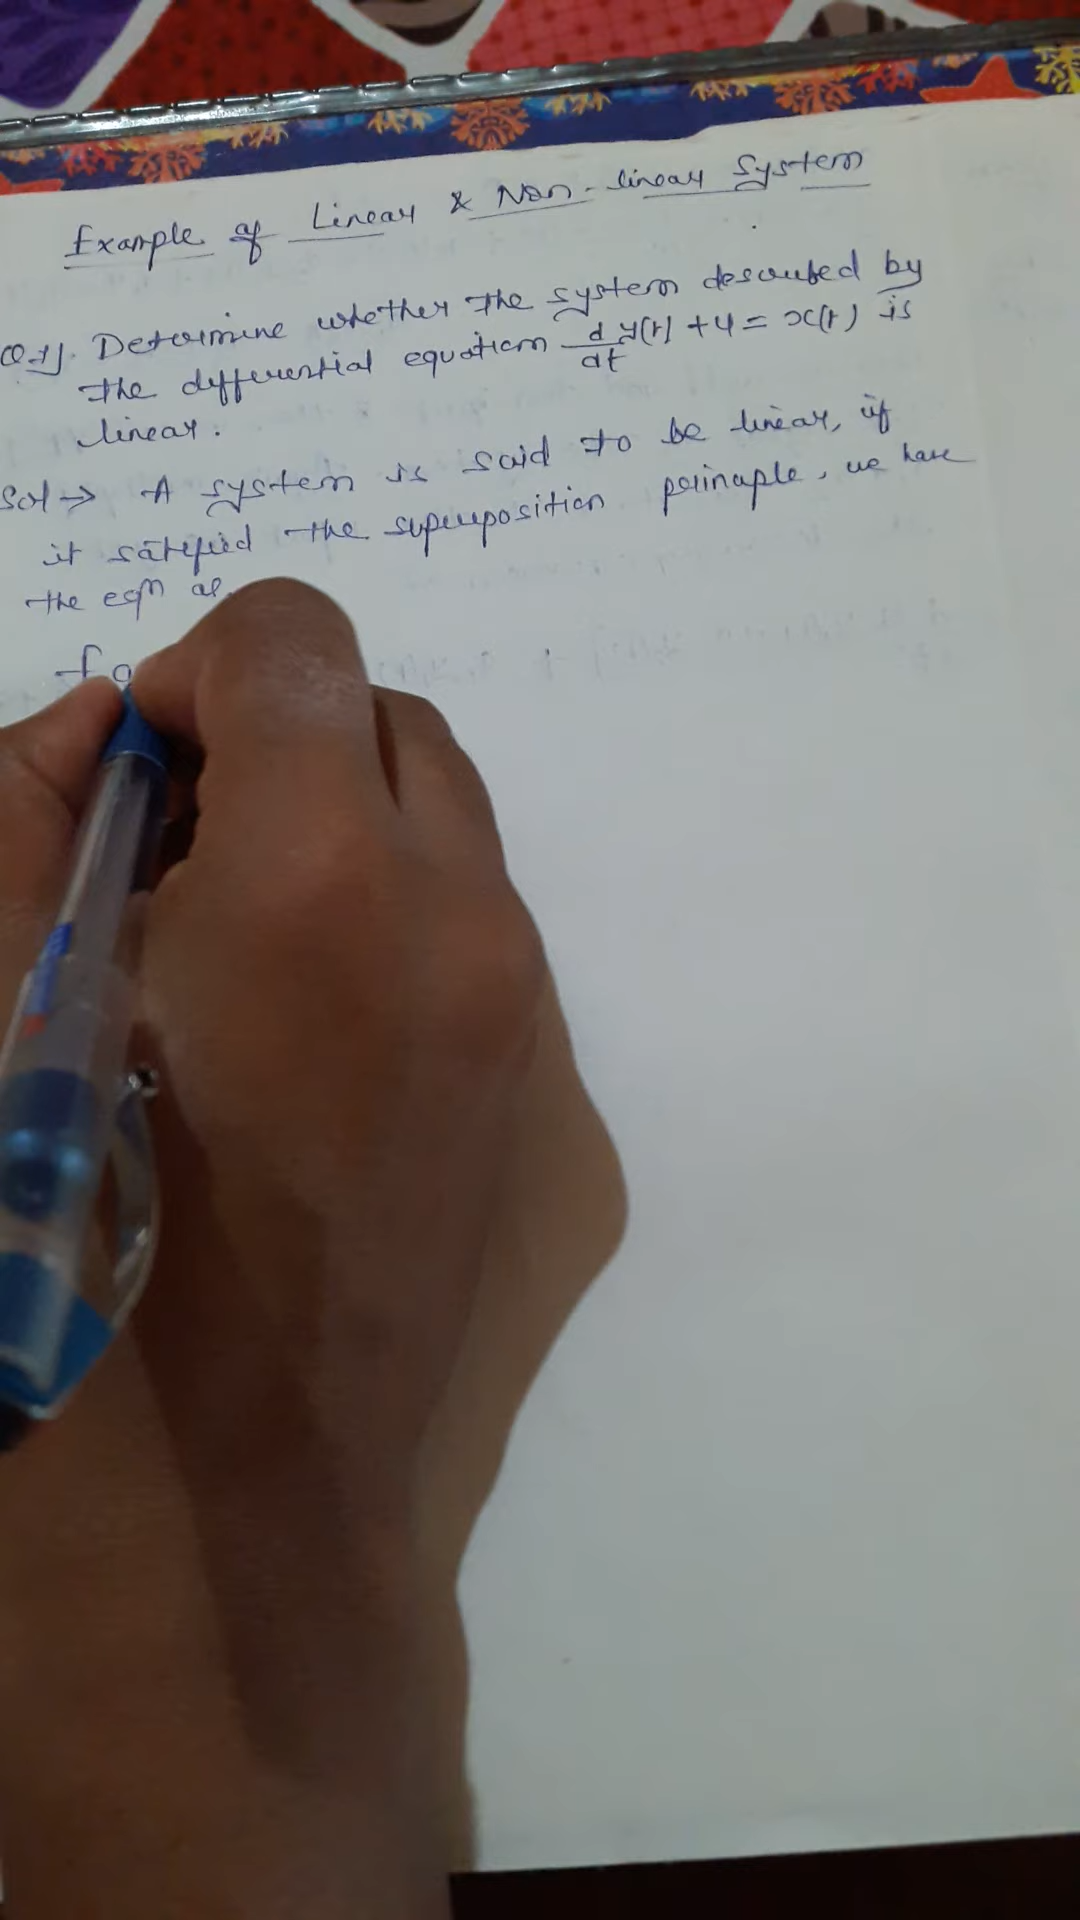 Example of Linear & Non-linear System
Q.1]. Determine whether the system described by
the differential equation d/dt y(t) + 4 = x(t) is
linear.
Sol → A system is said to be linear, if
it satisfied the superposition principle, we have
the eqn as
fo